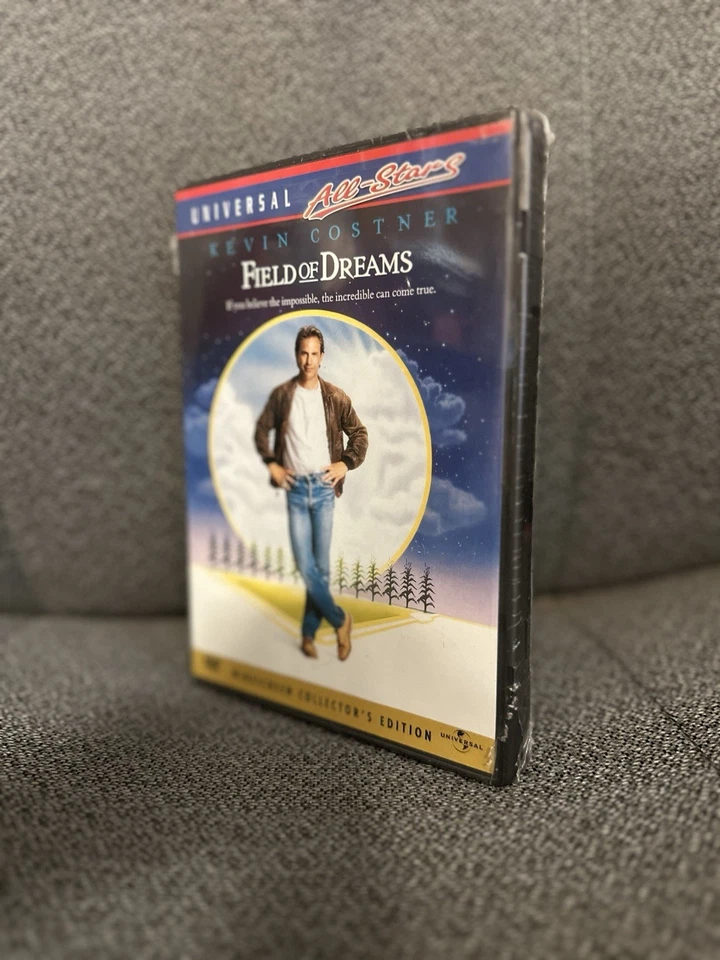 UNIVERSAL All-Stars
KEVIN COSTNER
FIELD OF DREAMS
If you believe the impossible, the incredible can come true.
WIDESCREEN COLLECTOR'S EDITION UNIVERSAL